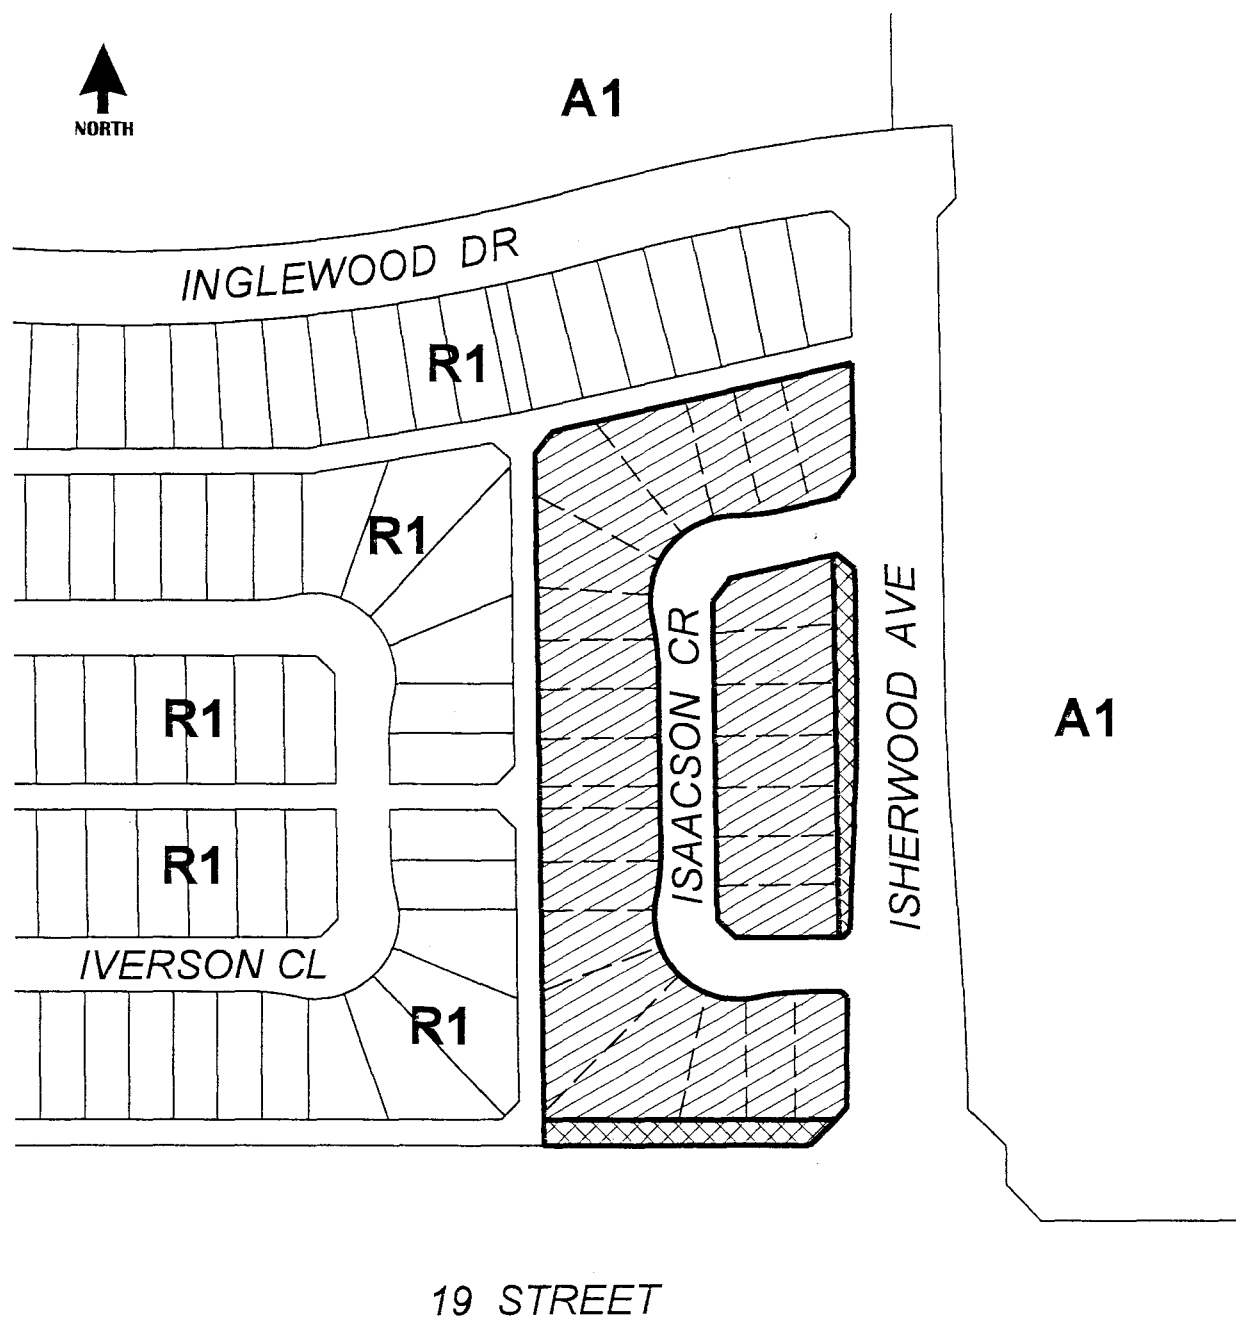 A1
NORTH
INGLEWOOD DR
R1
R1
ISAACSON CR
ISHERWOOD AVE
R1
A1
R1
IVERSON CL
R1
19 STREET